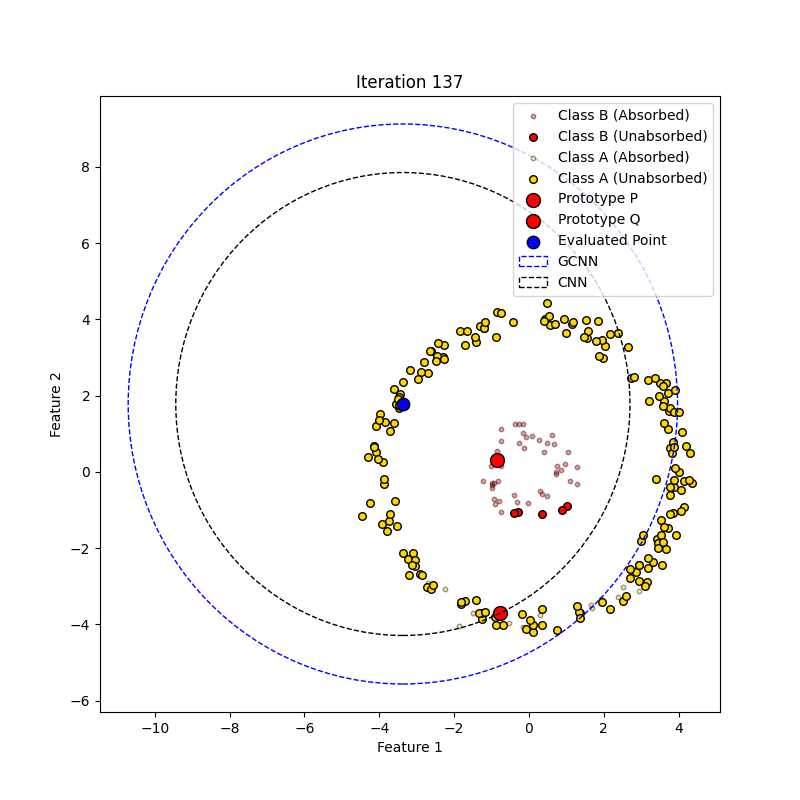 Iteration 137
Class B (Absorbed)
Class B (Unabsorbed)
Class A (Absorbed)
Class A (Unabsorbed)
Prototype P
Prototype Q
Evaluated Point
GCNN
CNN
Feature 2
8
6
4
2
0
−2
−4
−6
−10 −8 −6 −4 −2 0 2 4
Feature 1